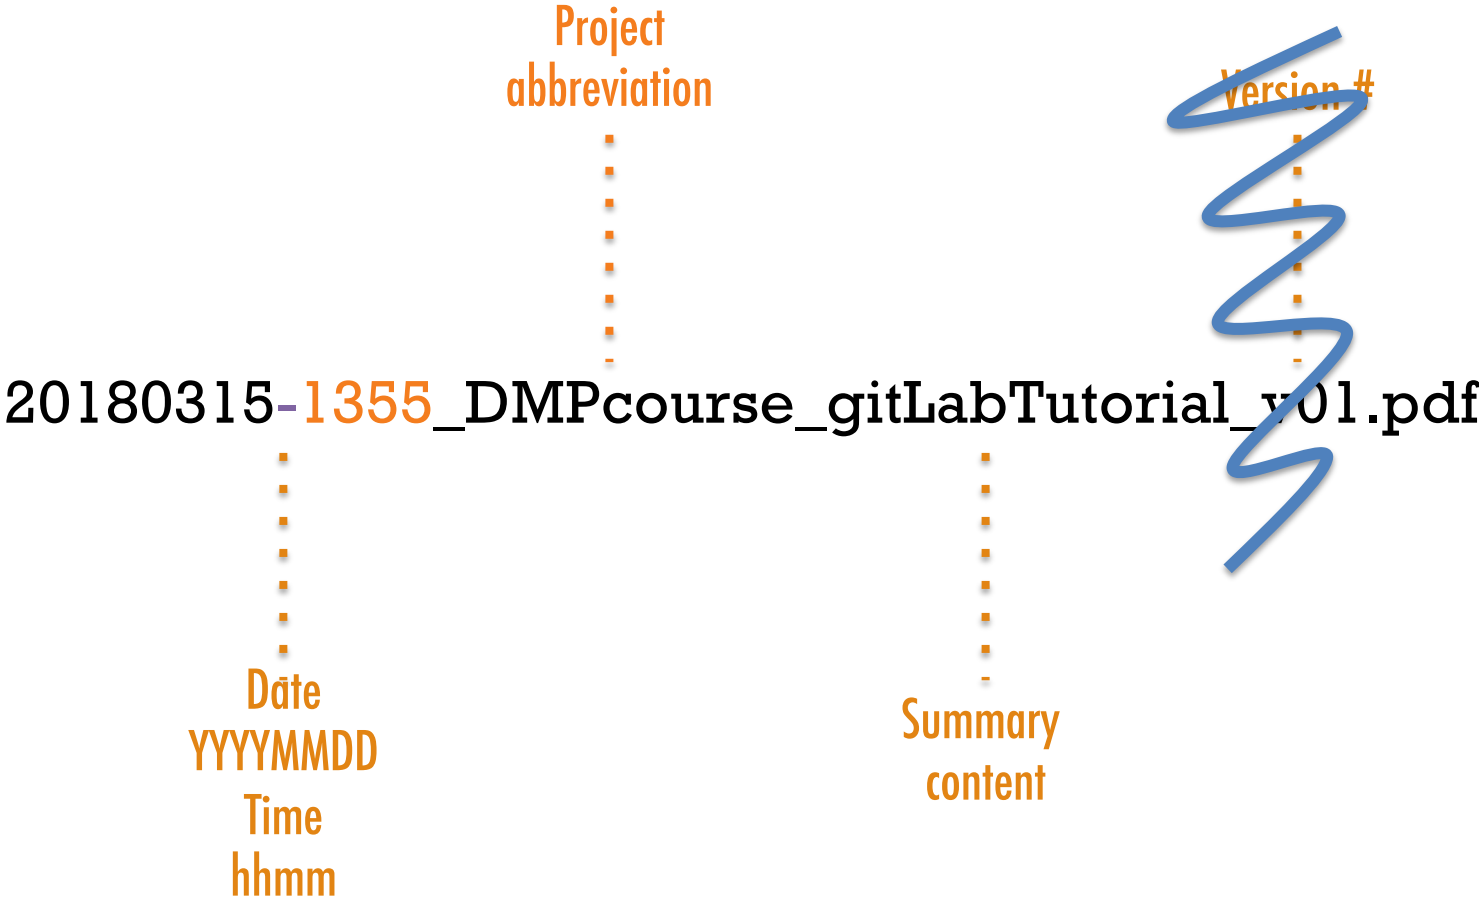 Project
abbreviation
Version #
20180315-1355_DMPcourse_gitLabTutorial_v01.pdf
Date
YYYYMMDD
Time
hhmm
Summary
content